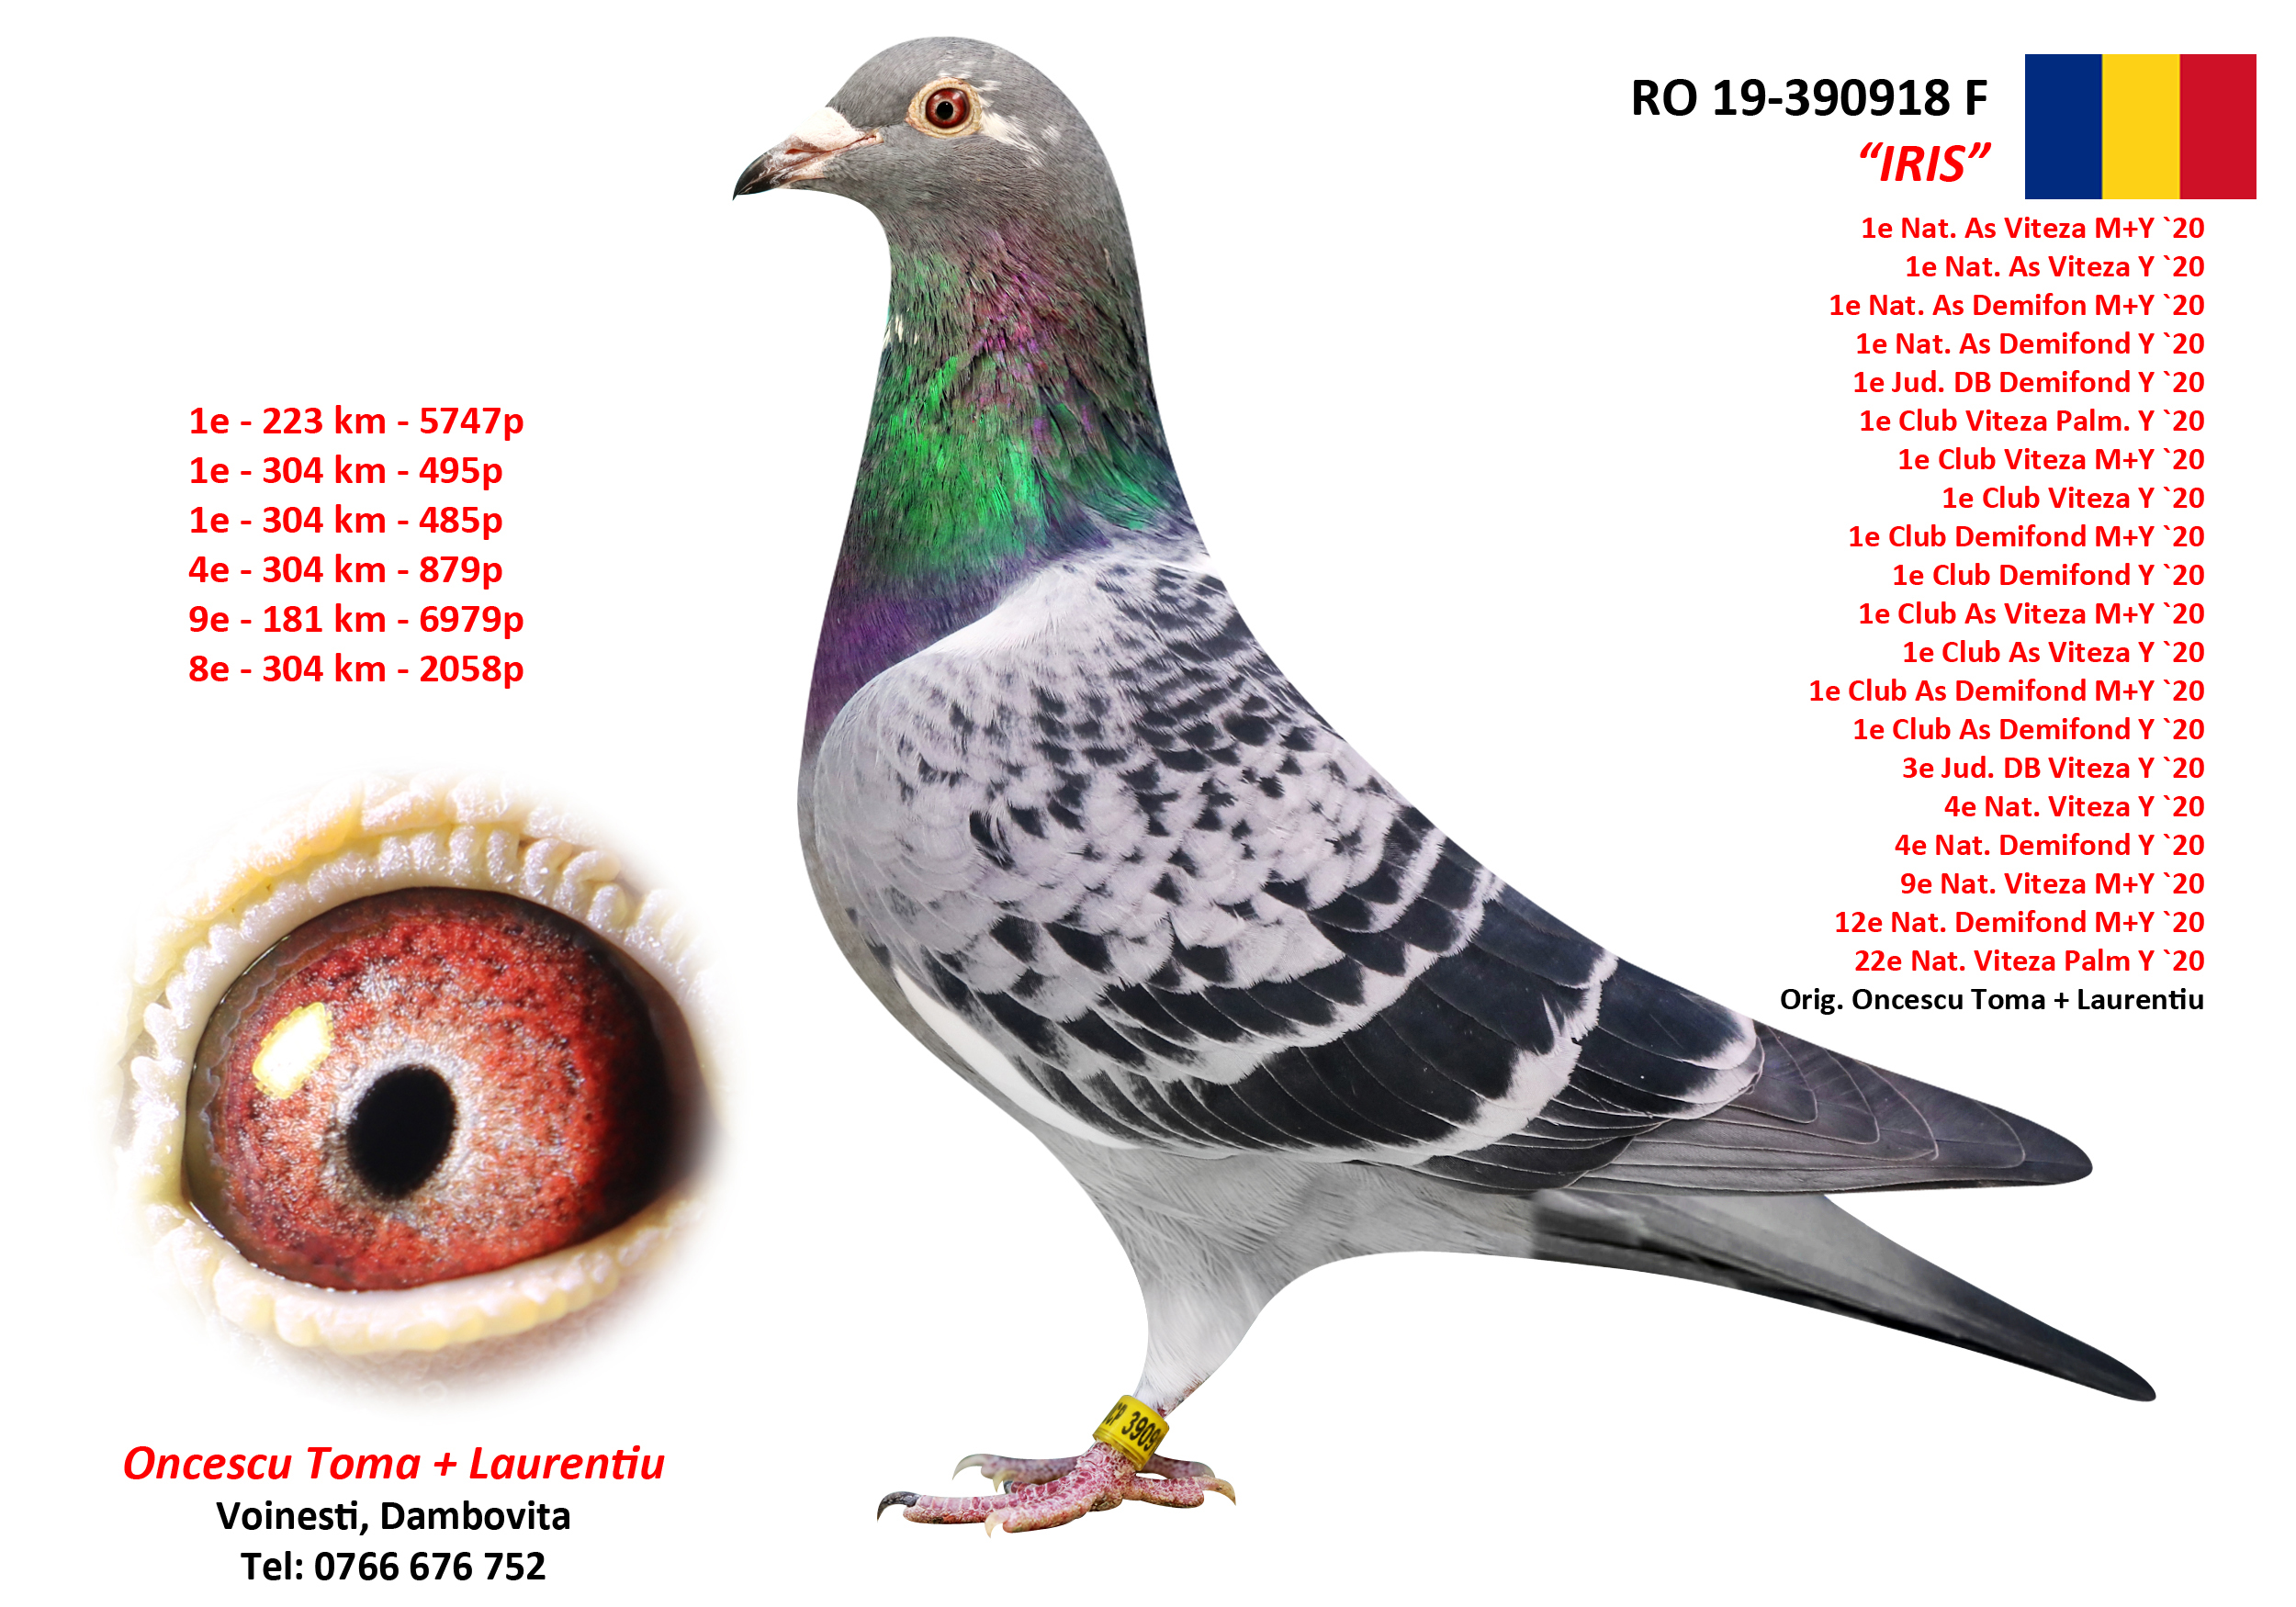 RO 19-390918 F
“IRIS”
1e Nat. As Viteza M+Y `20
1e Nat. As Viteza Y `20
1e Nat. As Demifon M+Y `20
1e Nat. As Demifond Y `20
1e Jud. DB Demifond Y `20
1e Club Viteza Palm. Y `20
1e Club Viteza M+Y `20
1e Club Viteza Y `20
1e Club Demifond M+Y `20
1e Club Demifond Y `20
1e Club As Viteza M+Y `20
1e Club As Viteza Y `20
1e Club As Demifond M+Y `20
1e Club As Demifond Y `20
3e Jud. DB Viteza Y `20
4e Nat. Viteza Y `20
4e Nat. Demifond Y `20
9e Nat. Viteza M+Y `20
12e Nat. Demifond M+Y `20
22e Nat. Viteza Palm Y `20
Orig. Oncescu Toma + Laurentiu
1e - 223 km - 5747p
1e - 304 km - 495p
1e - 304 km - 485p
4e - 304 km - 879p
9e - 181 km - 6979p
8e - 304 km - 2058p
Oncescu Toma + Laurentiu
Voinesti, Dambovita
Tel: 0766 676 752